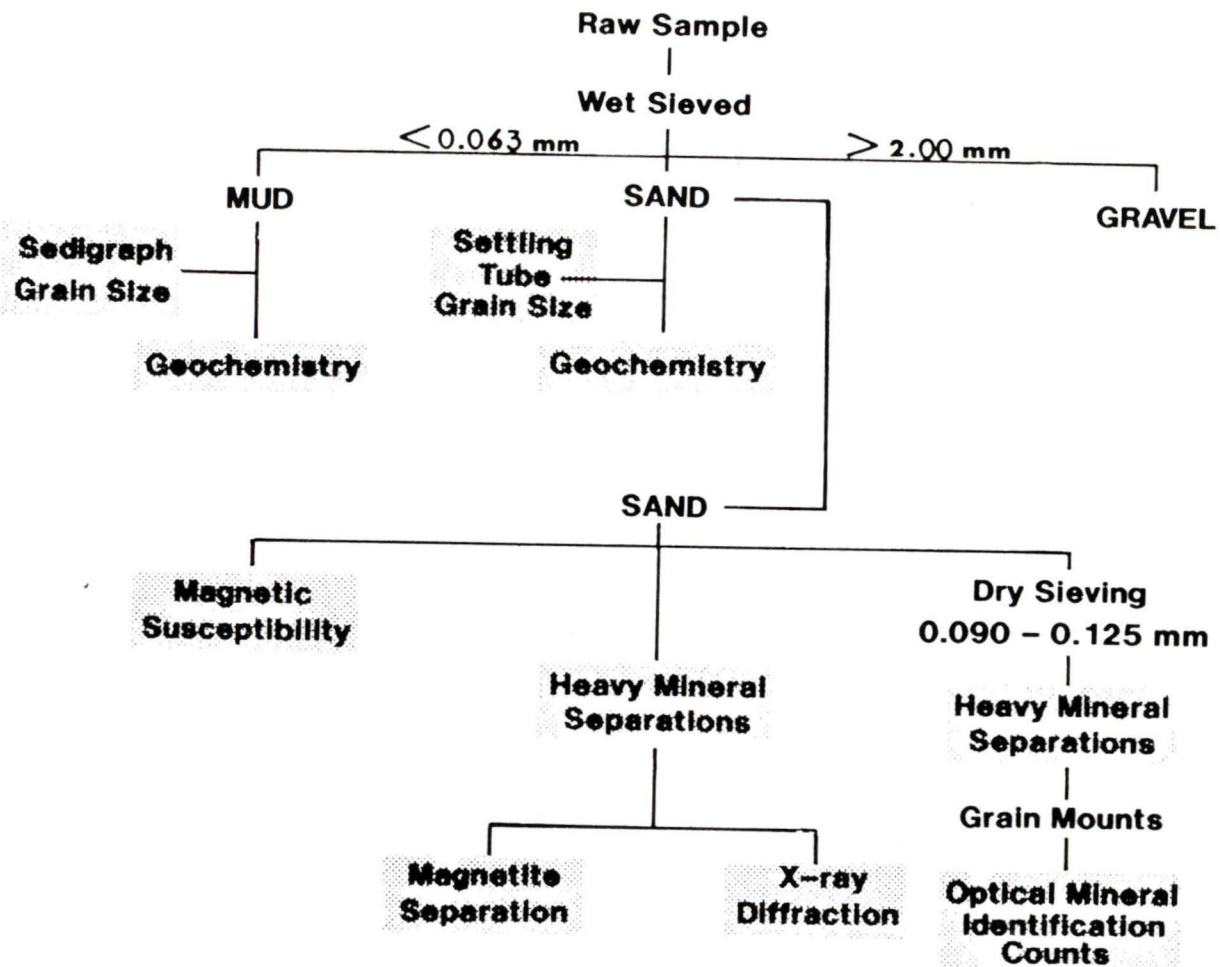 Raw Sample
Wet Sieved
<0.063 mm
>2.00 mm
MUD
SAND
GRAVEL
Sedigraph
Grain Size
Settling
Tube
Grain Size
Geochemistry
Geochemistry
SAND
Magnetic
Susceptibility
Dry Sieving
0.090 – 0.125 mm
Heavy Mineral
Separations
Heavy Mineral
Separations
Grain Mounts
Magnetite
Separation
X-ray
Diffraction
Optical Mineral
Identification
Counts